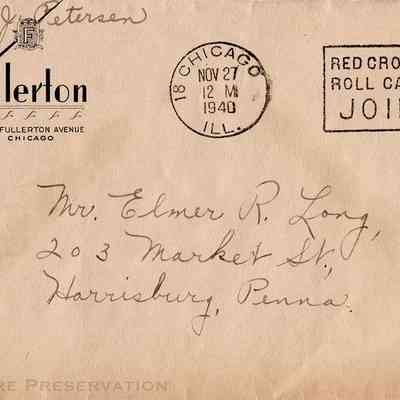 J. Petersen
F
llerton
FULLERTON AVENUE
CHICAGO
18 CHICAGO
NOV 27
12 M
1940
ILL.
RED CRO
ROLL CA
JOI
Mr. Elmer R. Long,
203 Market St.,
Harrisburg, Penna.
RE PRESERVATION